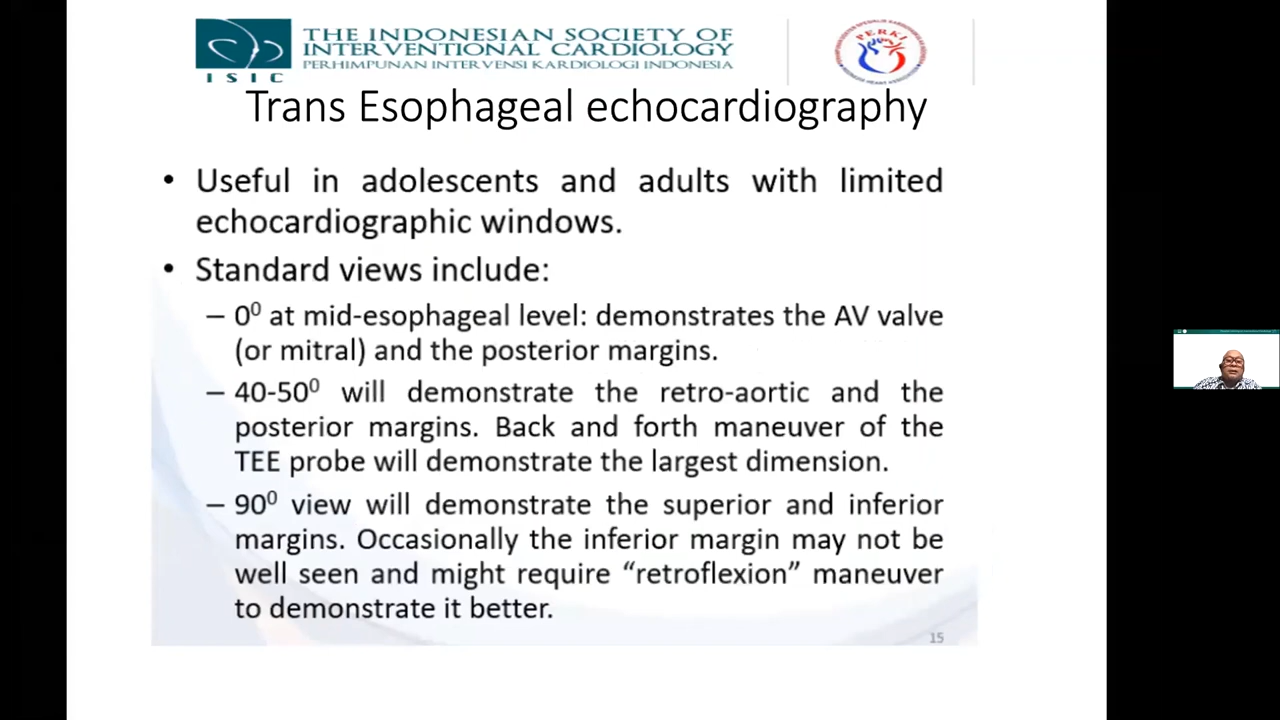 THE INDONESIAN SOCIETY OF
INTERVENTIONAL CARDIOLOGY
PERHIMPUNAN INTERVENSI KARDIOLOGI INDONESIA
ISIC
PERKI
Trans Esophageal echocardiography
• Useful in adolescents and adults with limited
echocardiographic windows.
• Standard views include:
– 0⁰ at mid-esophageal level: demonstrates the AV valve
(or mitral) and the posterior margins.
– 40-50⁰ will demonstrate the retro-aortic and the
posterior margins. Back and forth maneuver of the
TEE probe will demonstrate the largest dimension.
– 90⁰ view will demonstrate the superior and inferior
margins. Occasionally the inferior margin may not be
well seen and might require “retroflexion” maneuver
to demonstrate it better.
15